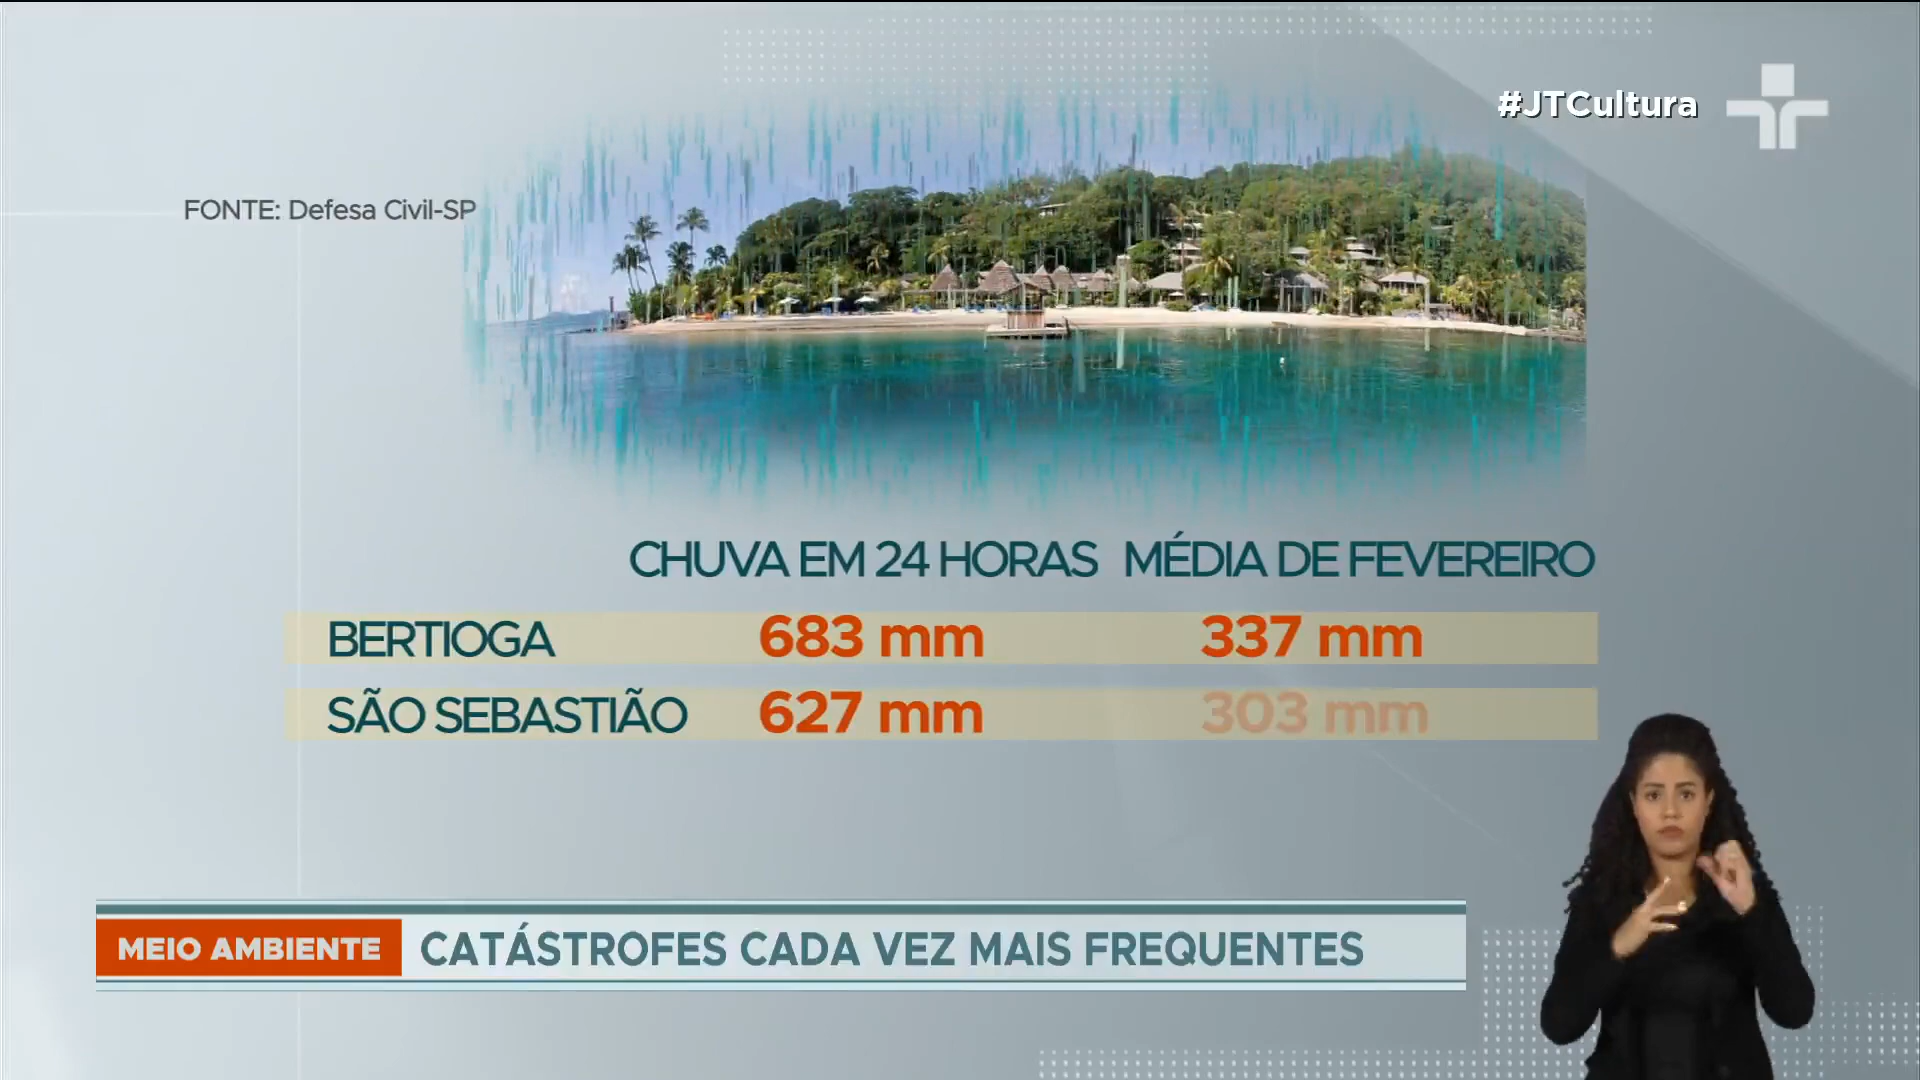 #JTCultura
FONTE: Defesa Civil-SP
CHUVA EM 24 HORAS MÉDIA DE FEVEREIRO
BERTIOGA 683 mm 337 mm
SÃO SEBASTIÃO 627 mm 303 mm
MEIO AMBIENTE CATÁSTROFES CADA VEZ MAIS FREQUENTES